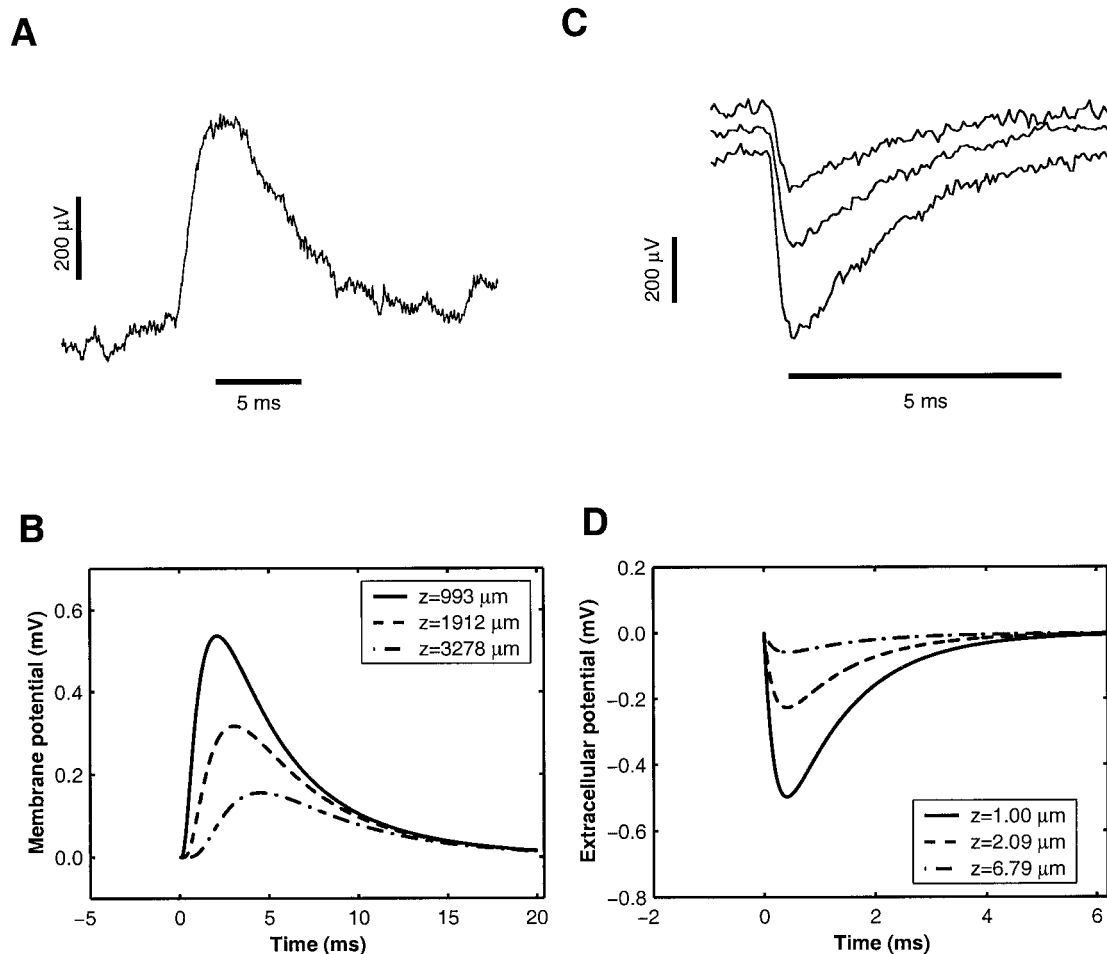 A
200 μV
5 ms
C
200 μV
5 ms
B
Membrane potential (mV)
0.6
0.4
0.2
0.0
−5
0
5
10
15
20
Time (ms)
z=993 μm
z=1912 μm
z=3278 μm
D
Extracellular potential (mV)
0.2
0.0
−0.2
−0.4
−0.6
−0.8
−2
0
2
4
6
Time (ms)
z=1.00 μm
z=2.09 μm
z=6.79 μm